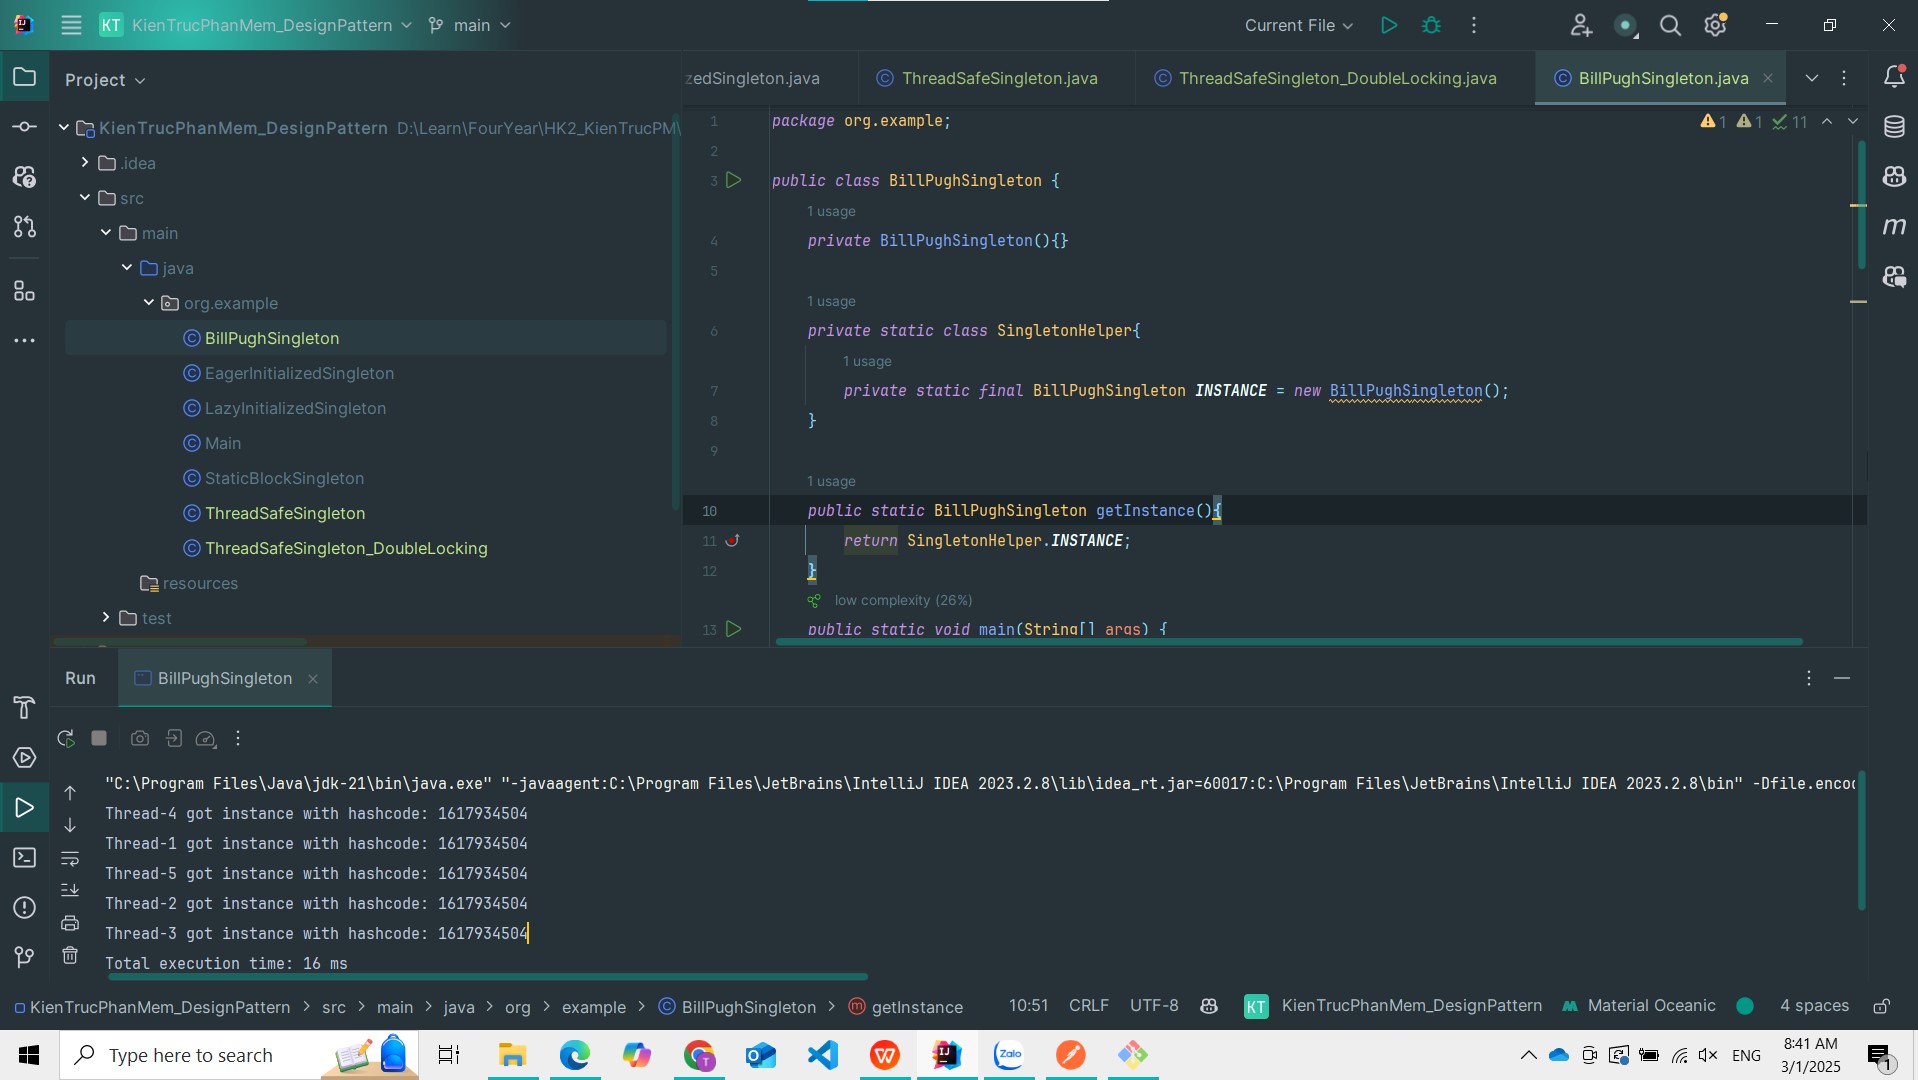 KT KienTrucPhanMem_DesignPattern main Current File
Project
zedSingleton.java ThreadSafeSingleton.java ThreadSafeSingleton_DoubleLocking.java BillPughSingleton.java
KienTrucPhanMem_DesignPattern D:\Learn\FourYear\HK2_KienTrucPM\
.idea
src
main
java
org.example
BillPughSingleton
EagerInitializedSingleton
LazyInitializedSingleton
Main
StaticBlockSingleton
ThreadSafeSingleton
ThreadSafeSingleton_DoubleLocking
resources
test
1 package org.example;
1 1 11
2
3 public class BillPughSingleton {
1 usage
4 private BillPughSingleton(){}
5
1 usage
6 private static class SingletonHelper{
1 usage
7 private static final BillPughSingleton INSTANCE = new BillPughSingleton();
8 }
9
1 usage
10 public static BillPughSingleton getInstance(){
11 return SingletonHelper.INSTANCE;
12 }
low complexity (26%)
13 public static void main(String[] args) {
Run BillPughSingleton
"C:\Program Files\Java\jdk-21\bin\java.exe" "-javaagent:C:\Program Files\JetBrains\IntelliJ IDEA 2023.2.8\lib\idea_rt.jar=60017:C:\Program Files\JetBrains\IntelliJ IDEA 2023.2.8\bin" -Dfile.encod
Thread-4 got instance with hashcode: 1617934504
Thread-1 got instance with hashcode: 1617934504
Thread-5 got instance with hashcode: 1617934504
Thread-2 got instance with hashcode: 1617934504
Thread-3 got instance with hashcode: 1617934504
Total execution time: 16 ms
KienTrucPhanMem_DesignPattern > src > main > java > org > example > BillPughSingleton > getInstance 10:51 CRLF UTF-8 KT KienTrucPhanMem_DesignPattern Material Oceanic 4 spaces
Type here to search
Zalo
ENG
8:41 AM
3/1/2025
1